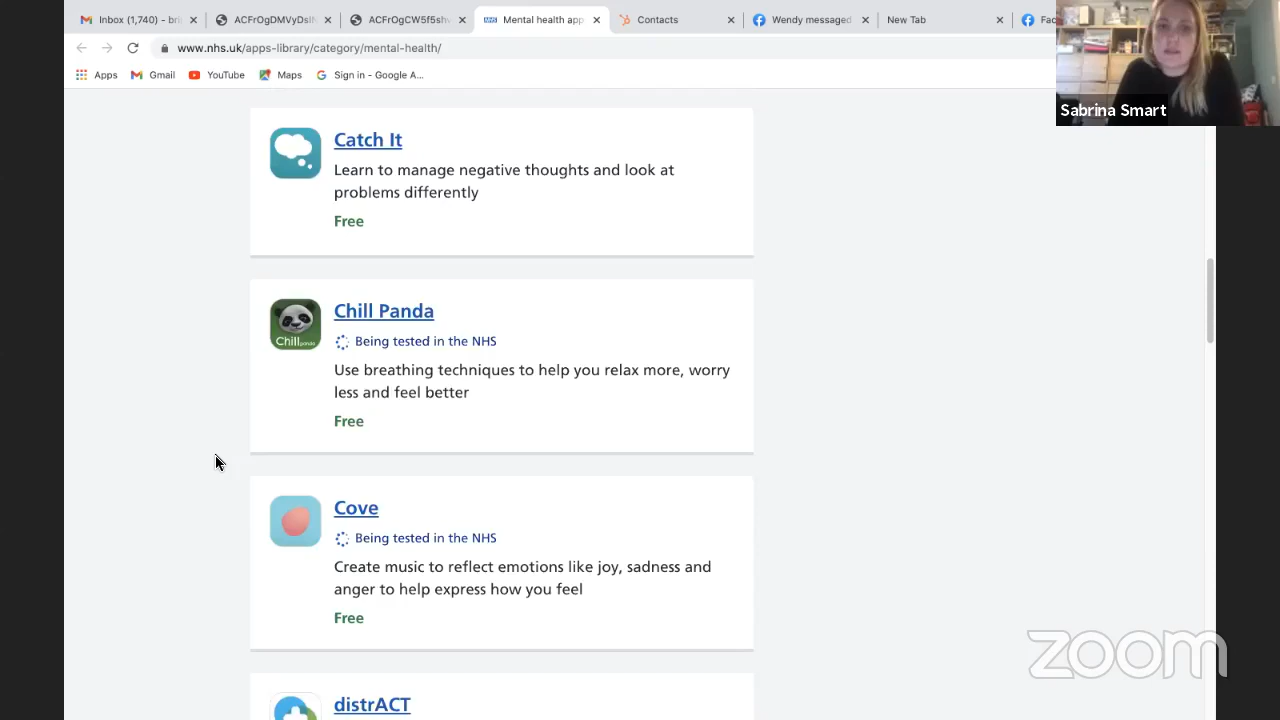 Inbox (1,740) - bri
ACFrOgDMVyDsI
ACFrOgCW5f5sh
Mental health app
Contacts
Wendy messaged
New Tab
Fac
www.nhs.uk/apps-library/category/mental-health/
Apps
Gmail
YouTube
Maps
Sign in - Google A...
Sabrina Smart
Catch It
Learn to manage negative thoughts and look at
problems differently
Free
Chill
panda
Chill Panda
Being tested in the NHS
Use breathing techniques to help you relax more, worry
less and feel better
Free
Cove
Being tested in the NHS
Create music to reflect emotions like joy, sadness and
anger to help express how you feel
Free
distrACT
zoom